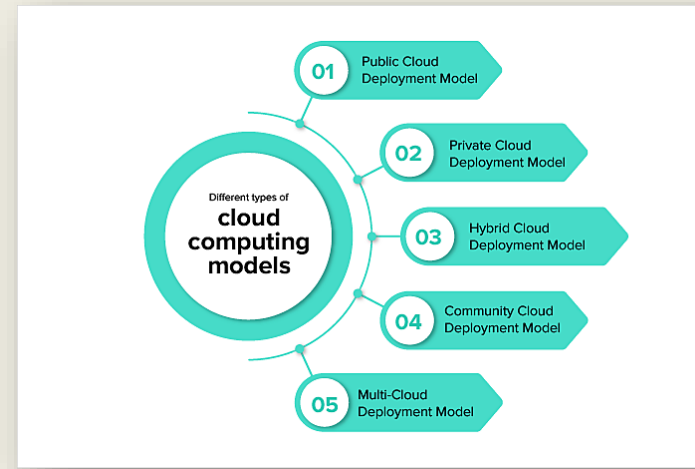 Different types of
cloud
computing
models
01
Public Cloud
Deployment Model
02
Private Cloud
Deployment Model
03
Hybrid Cloud
Deployment Model
04
Community Cloud
Deployment Model
05
Multi-Cloud
Deployment Model